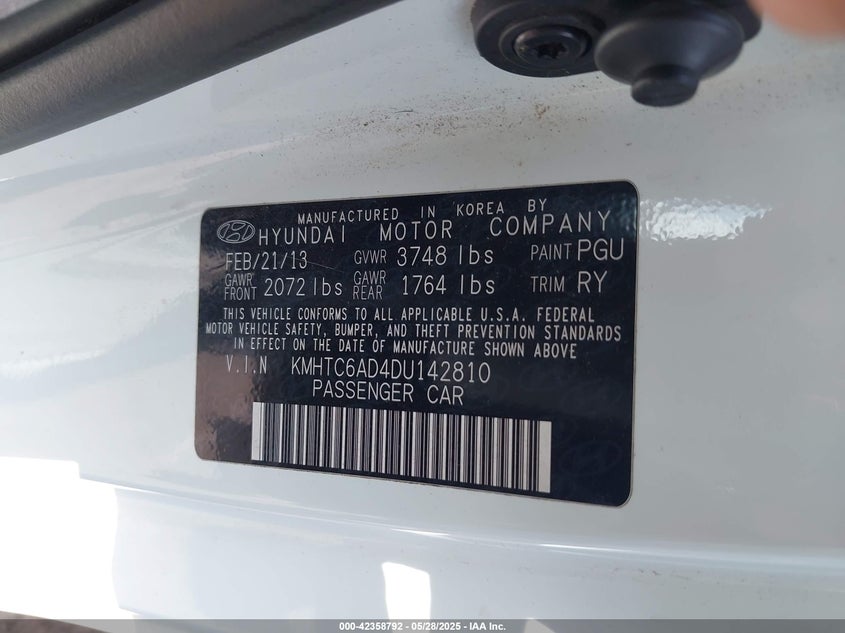 MANUFACTURED IN KOREA BY
HYUNDAI MOTOR COMPANY
FEB/21/13 GVWR 3748 lbs PAINT PGU
GAWR FRONT 2072 lbs GAWR REAR 1764 lbs TRIM RY
THIS VEHICLE CONFORMS TO ALL APPLICABLE U.S.A. FEDERAL
MOTOR VEHICLE SAFETY, BUMPER, AND THEFT PREVENTION STANDARDS
IN EFFECT ON THE DATE OF MANUFACTURE SHOWN ABOVE
V.I.N KMHTC6AD4DU142810
PASSENGER CAR
000-42358792 — 05/28/2025 — IAA Inc.